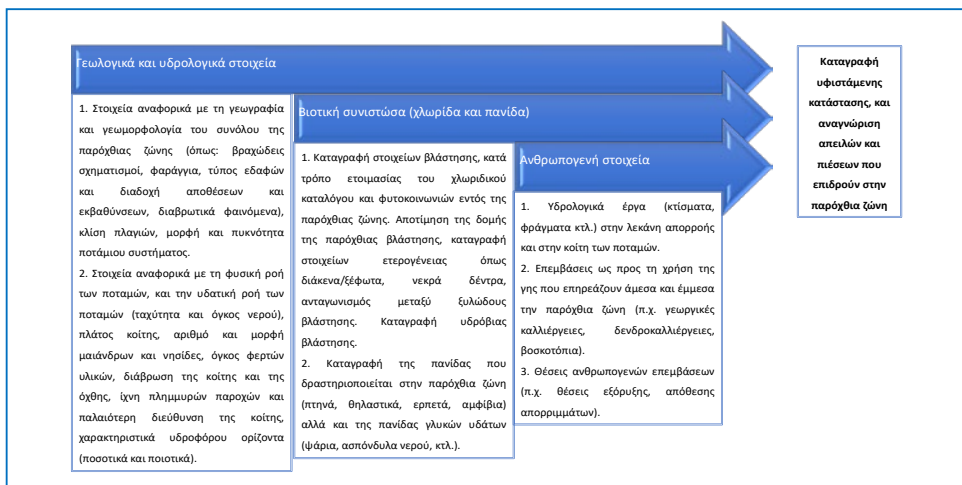 Γεωλογικά και υδρολογικά στοιχεία
1. Στοιχεία αναφορικά με τη γεωγραφία
και γεωμορφολογία του συνόλου της
παρόχθιας ζώνης (όπως: βραχώδεις
σχηματισμοί, φαράγγια, τύπος εδαφών
και διαδοχή αποθέσεων και
εκβαθύνσεων, διαβρωτικά φαινόμενα),
κλίση πλαγιών, μορφή και πυκνότητα
ποτάμιου συστήματος.
2. Στοιχεία αναφορικά με τη φυσική ροή
των ποταμών, και την υδατική ροή των
ποταμών (ταχύτητα και όγκος νερού),
πλάτος κοίτης, αριθμό και μορφή
μαιάνδρων και νησίδες, όγκος φερτών
υλικών, διάβρωση της κοίτης και της
όχθης, ίχνη πλημμυρών παροχών και
παλαιότερη διεύθυνση της κοίτης,
χαρακτηριστικά υδροφόρου ορίζοντα
(ποσοτικά και ποιοτικά).
Βιοτική συνιστώσα (χλωρίδα και πανίδα)
1. Καταγραφή στοιχείων βλάστησης, κατά
τρόπο ετοιμασίας του χλωριδικού
καταλόγου και φυτοκοινωνιών εντός της
παρόχθιας ζώνης. Αποτίμηση της δομής
της παρόχθιας βλάστησης, καταγραφή
στοιχείων ετερογένειας όπως
διάκενα/ξέφωτα, νεκρά δέντρα,
ανταγωνισμός μεταξύ ξυλώδους
βλάστησης. Καταγραφή υδρόβιας
βλάστησης.
2. Καταγραφή της πανίδας που
δραστηριοποιείται στην παρόχθια ζώνη
(πτηνά, θηλαστικά, ερπετά, αμφίβια)
αλλά και της πανίδας γλυκών υδάτων
(ψάρια, ασπόνδυλα νερού, κτλ.).
Ανθρωπογενή στοιχεία
1. Υδρολογικά έργα (κτίσματα,
φράγματα κτλ.) στην λεκάνη απορροής
και στην κοίτη των ποταμών.
2. Επεμβάσεις ως προς τη χρήση της
γης που επηρεάζουν άμεσα και έμμεσα
την παρόχθια ζώνη (π.χ. γεωργικές
καλλιέργειες, δενδροκαλλιέργειες,
βοσκοτόπια).
3. Θέσεις ανθρωπογενών επεμβάσεων
(π.χ. θέσεις εξόρυξης, απόθεσης
απορριμμάτων).
Καταγραφή
υφιστάμενης
κατάστασης, και
αναγνώριση
απειλών και
πιέσεων που
επιδρούν στην
παρόχθια ζώνη